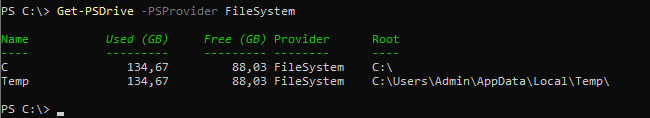 PS C:\> Get-PSDrive -PSProvider FileSystem
Name Used (GB) Free (GB) Provider Root
---- --------- --------- -------- ----
C 134,67 88,03 FileSystem C:\
Temp 134,67 88,03 FileSystem C:\Users\Admin\AppData\Local\Temp\
PS C:\>